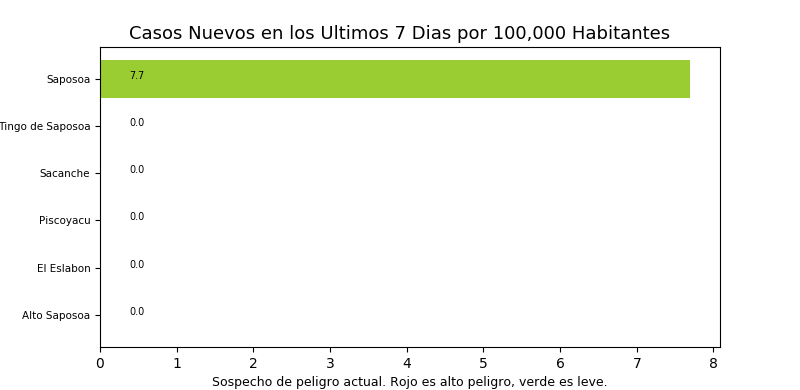 Casos Nuevos en los Ultimos 7 Dias por 100,000 Habitantes
Saposoa 7.7
Tingo de Saposoa 0.0
Sacanche 0.0
Piscoyacu 0.0
El Eslabon 0.0
Alto Saposoa 0.0
0 1 2 3 4 5 6 7 8
Sospecho de peligro actual. Rojo es alto peligro, verde es leve.